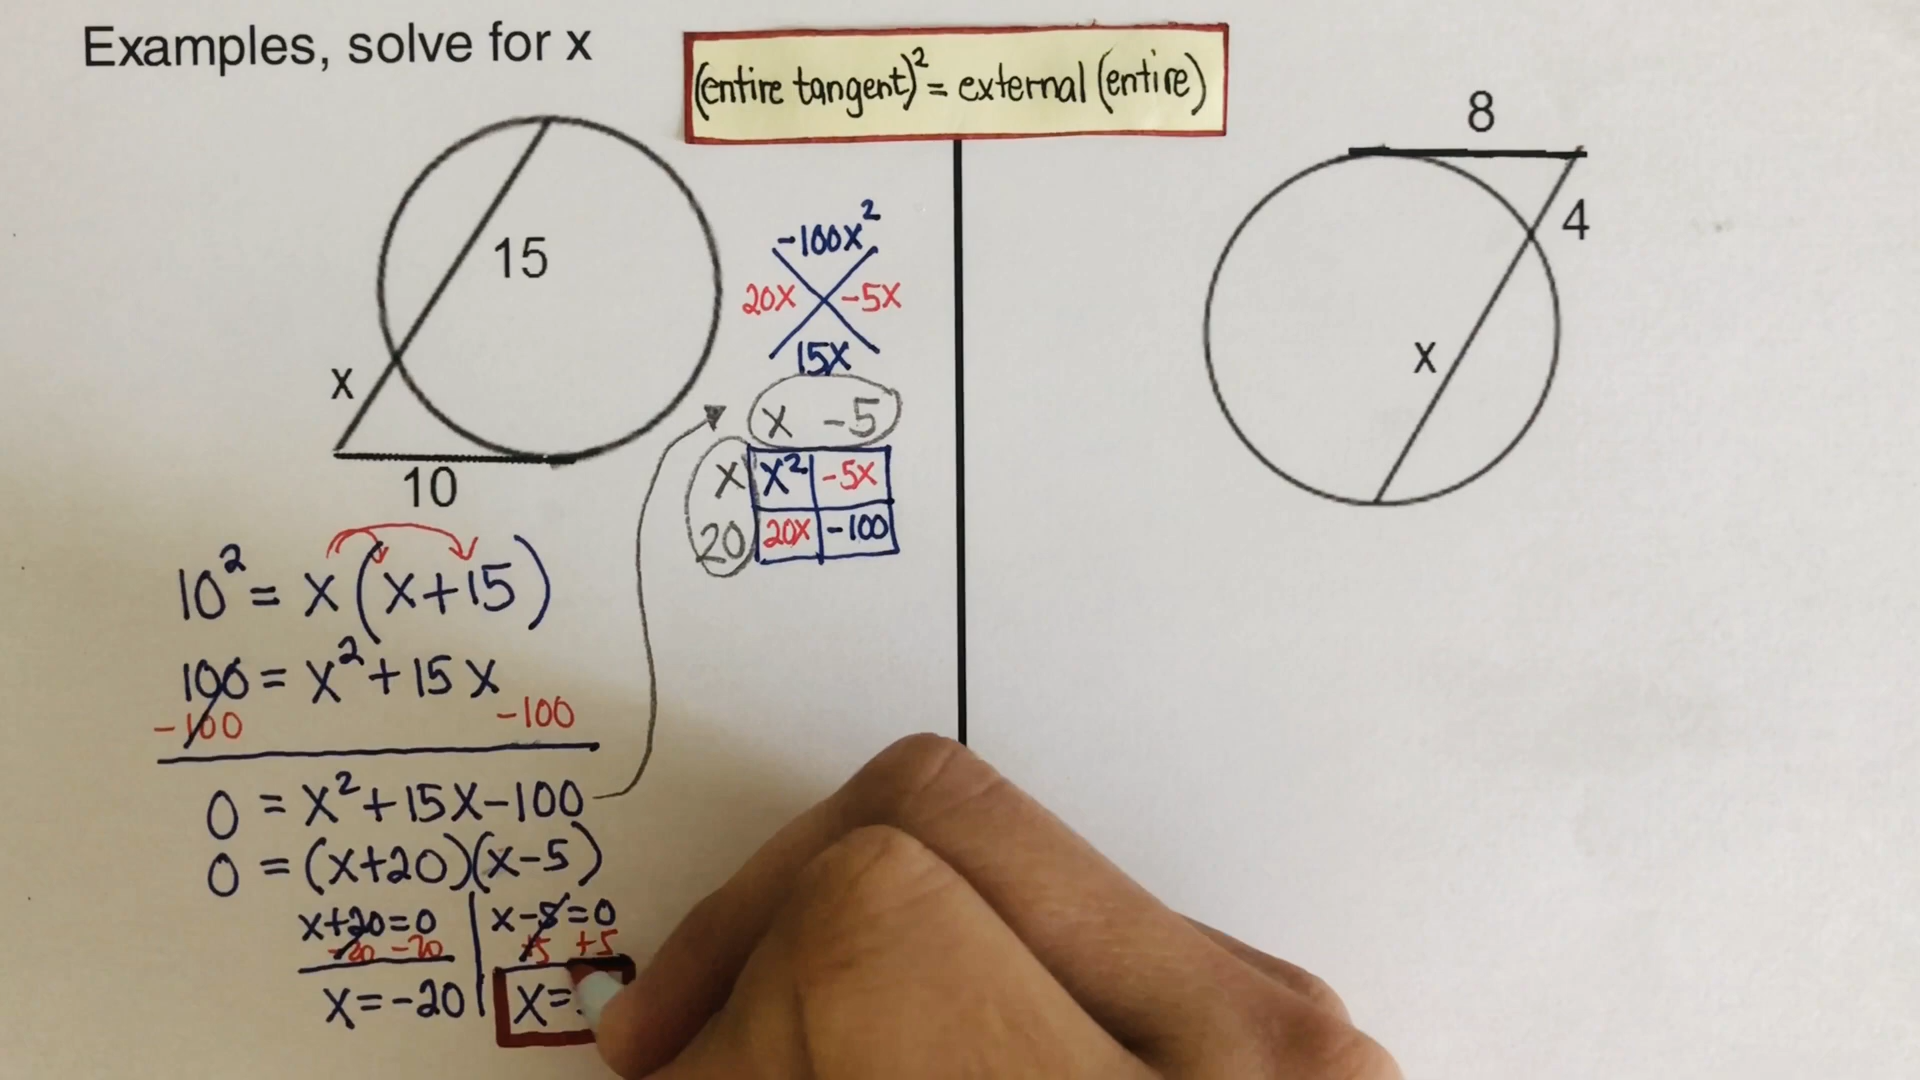 Examples, solve for x
(entire tangent)² = external (entire)
15
x
10
10² = x(x+15)
100 = x² + 15x
-100 -100
0 = x² + 15x - 100
0 = (x+20)(x-5)
x+20=0
-20 -20
x = -20
x-5=0
+5 +5
x=
-100x²
20x -5x
15x
x -5
x x² -5x
20 20x -100
8
4
x